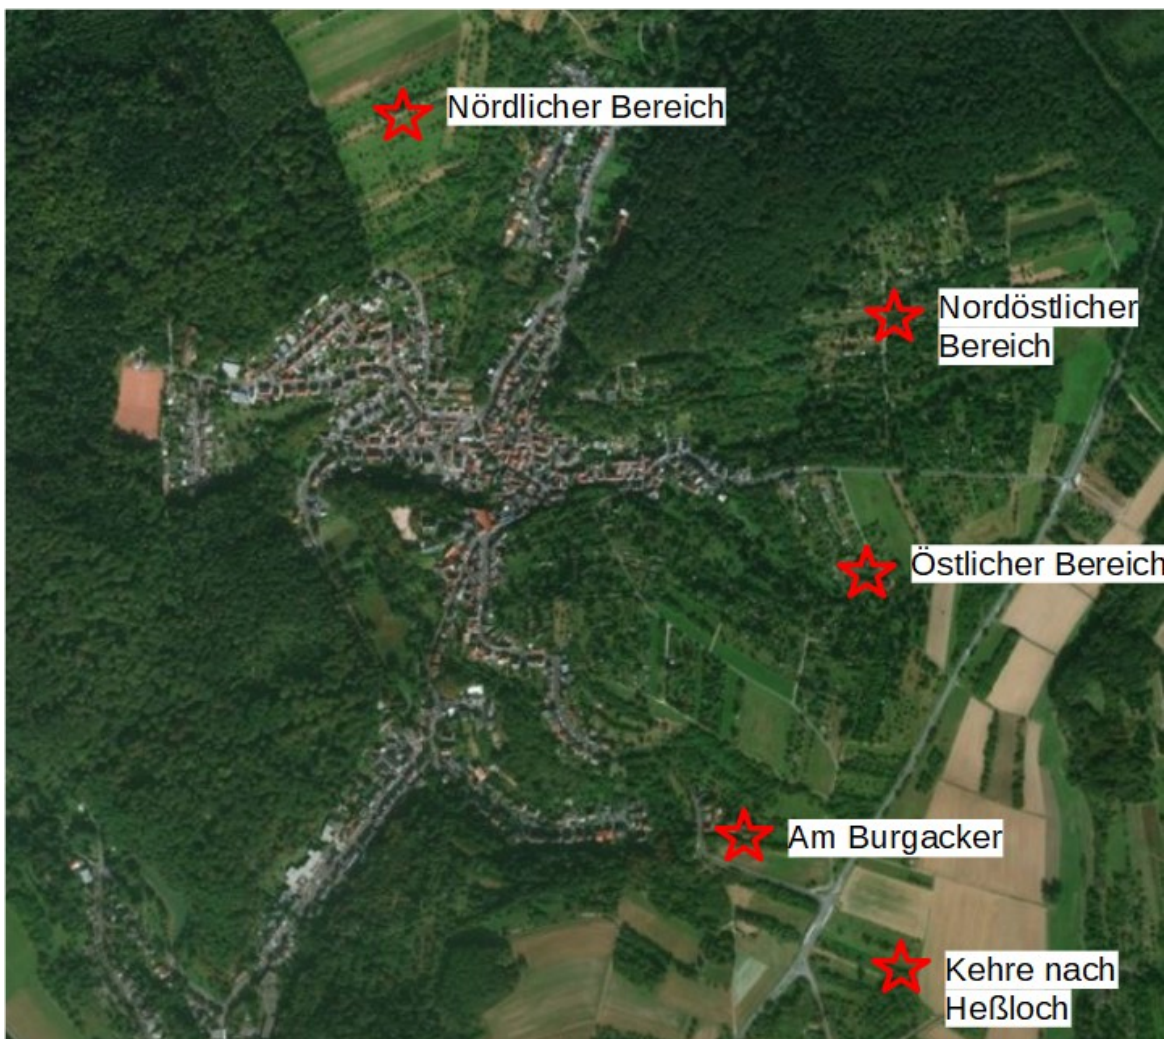 Nördlicher Bereich
Nordöstlicher
Bereich
Östlicher Bereich
Am Burgacker
Kehre nach
Heßloch